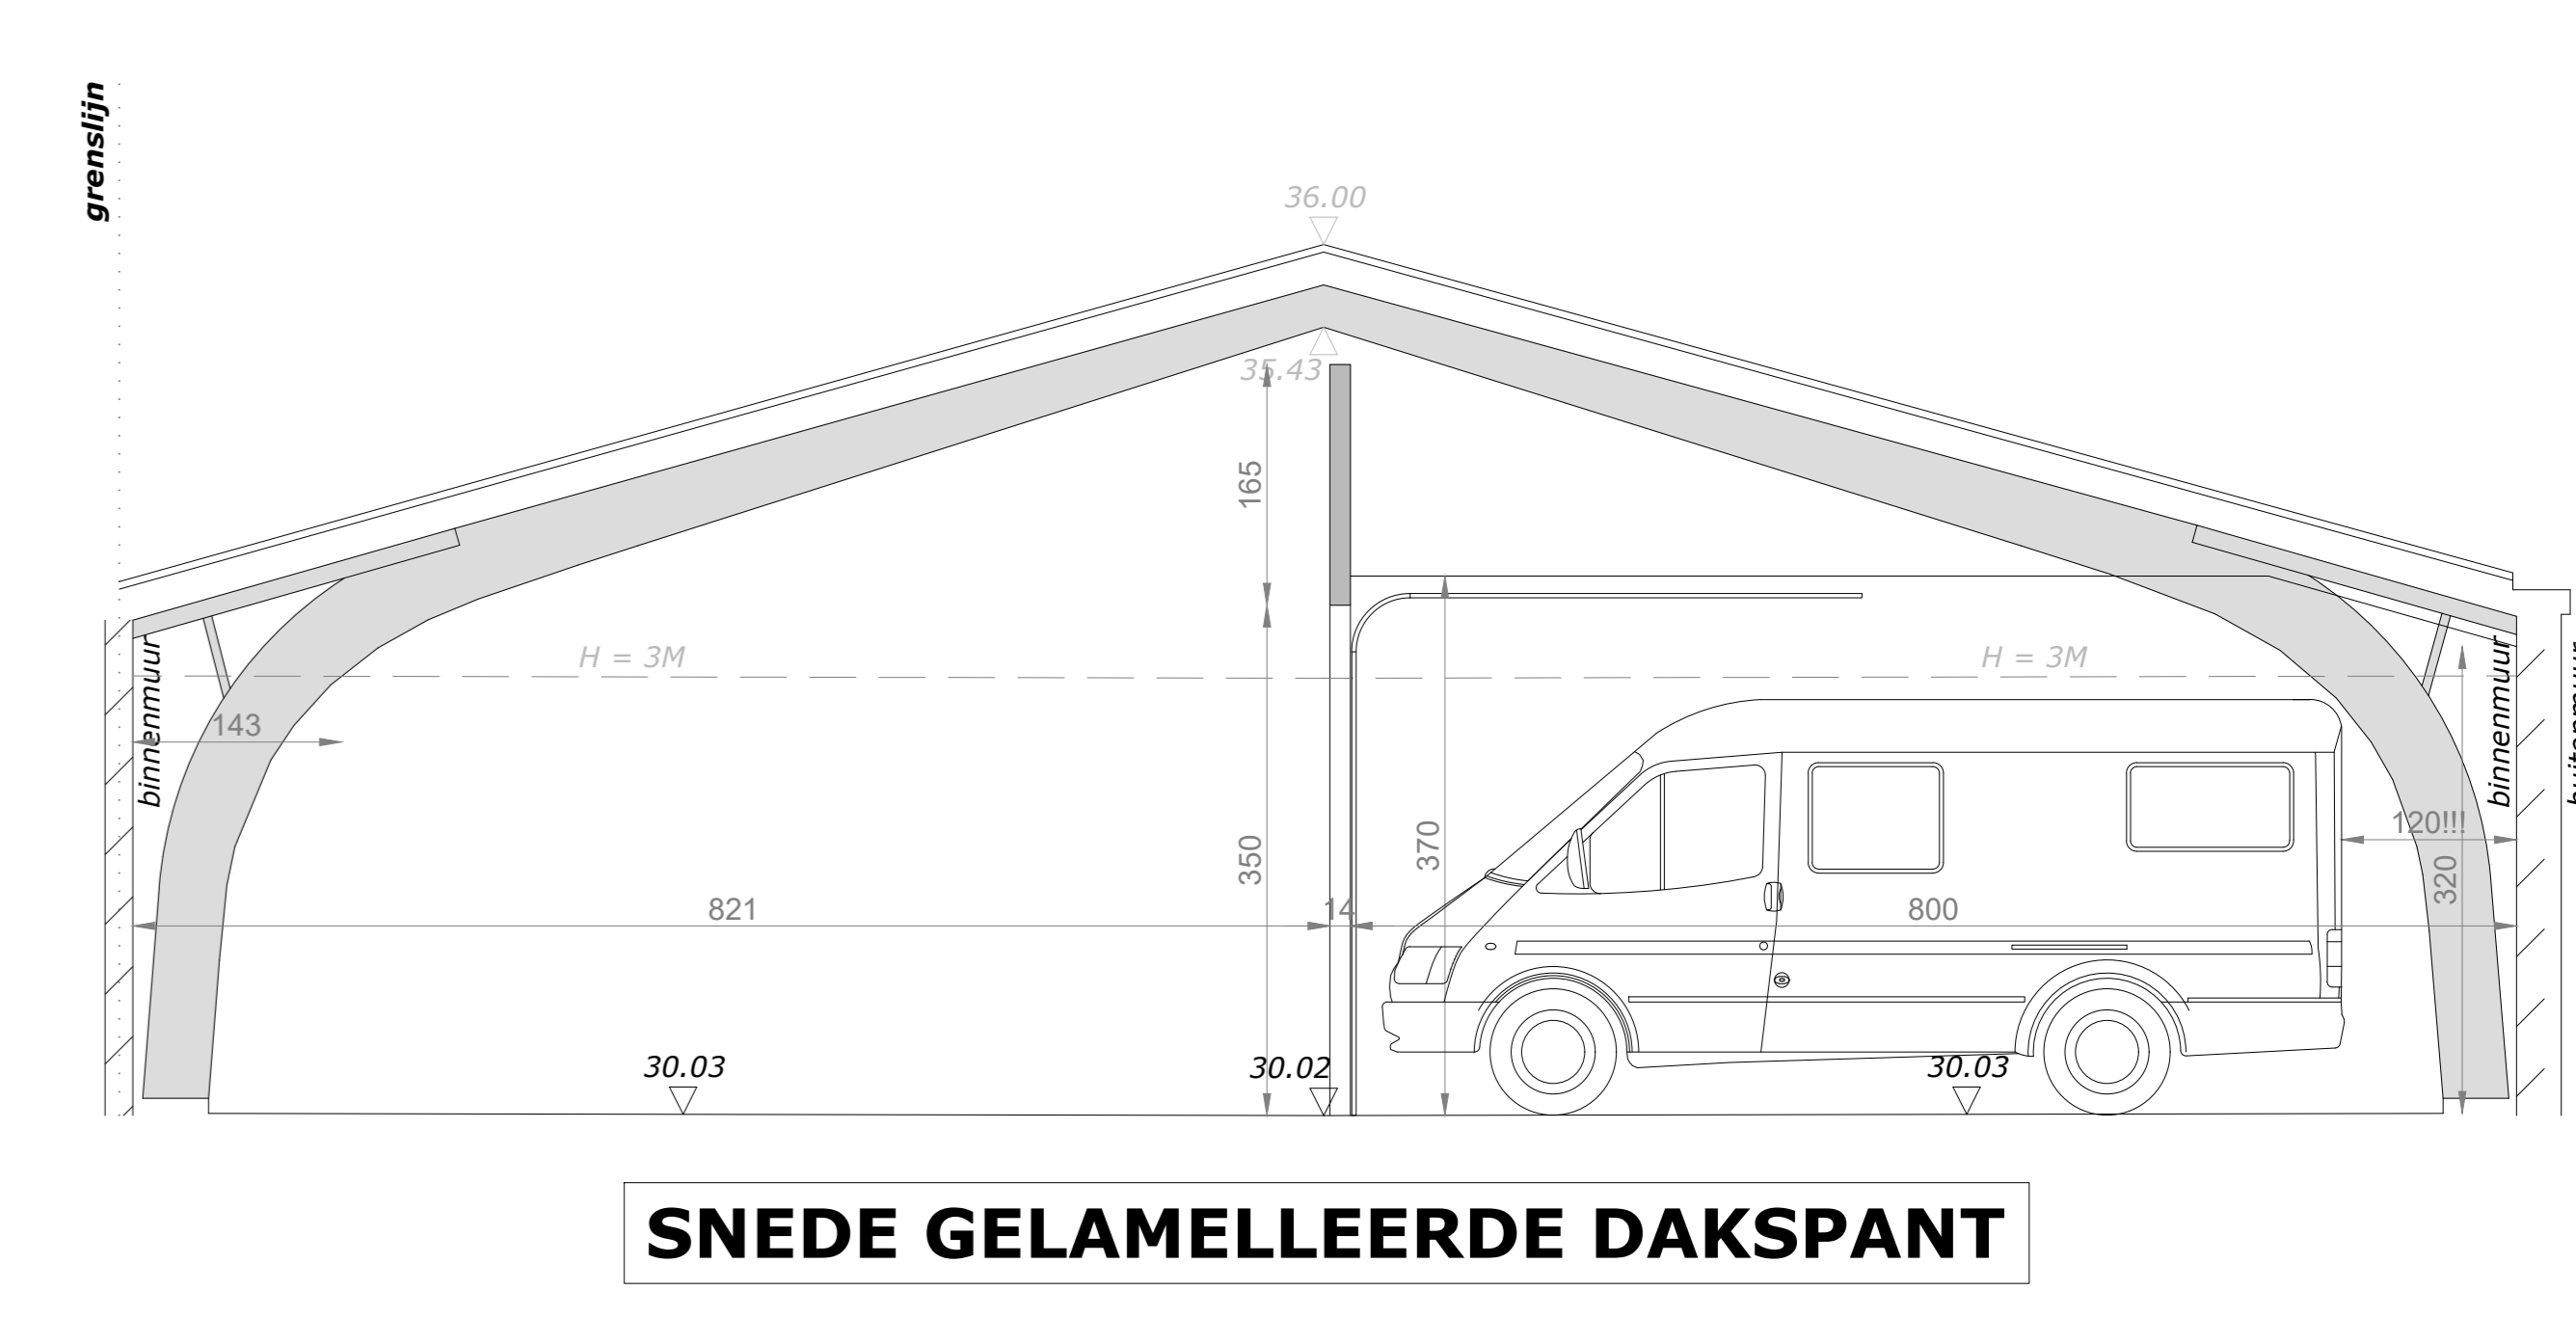 grenslijn
36.00
35.43
165
H = 3M
H = 3M
binnenmuur
binnenmuur
143
120!!!
350
370
320
821
14
800
30.03
30.02
30.03
SNEDE GELAMELLEERDE DAKSPANT